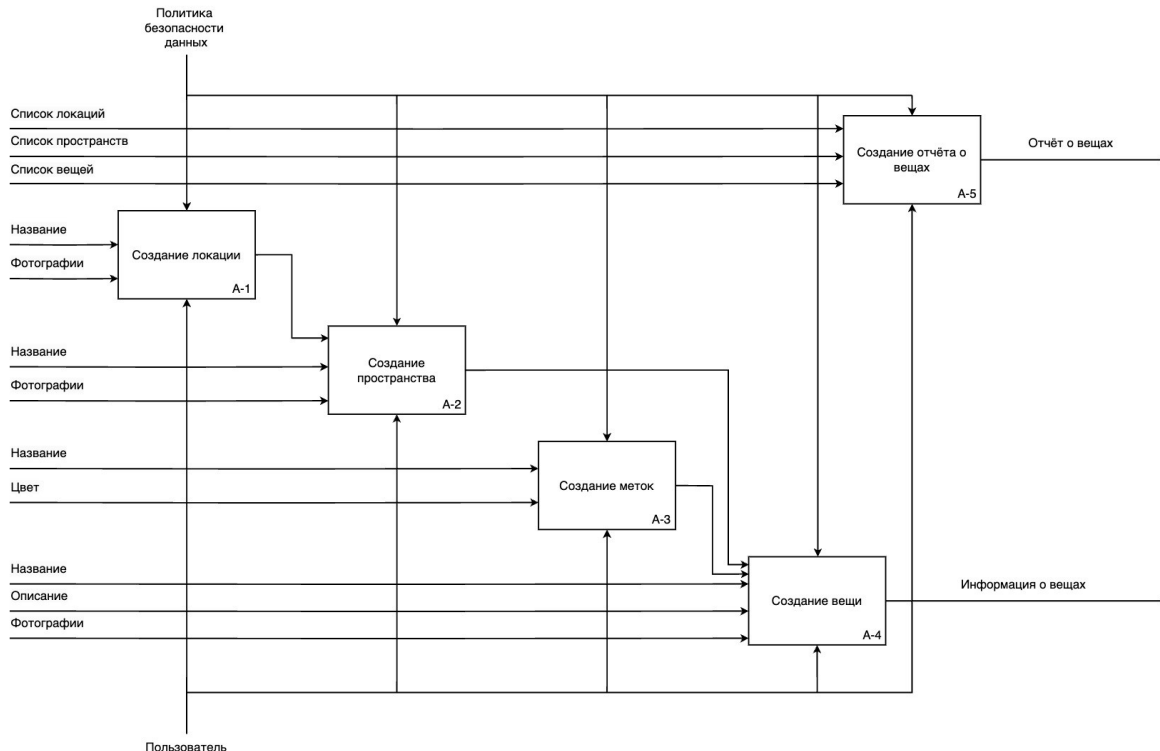 Политика
безопасности
данных
Список локаций
Список пространств
Список вещей
Создание отчёта о
вещах
А-5
Отчёт о вещах
Название
Фотографии
Создание локации
А-1
Название
Фотографии
Создание
пространства
А-2
Название
Цвет
Создание меток
А-3
Название
Описание
Фотографии
Создание вещи
А-4
Информация о вещах
Пользователь